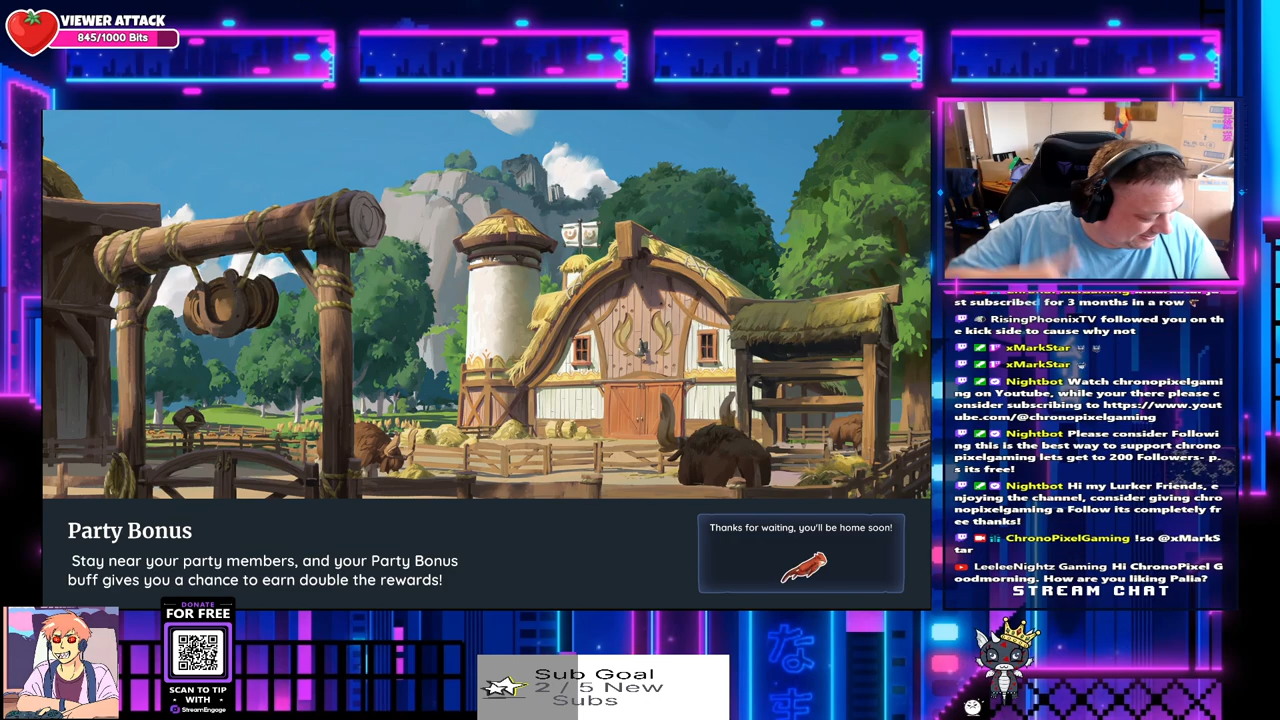 VIEWER ATTACK
845/1000 Bits
st subscribed for 3 months in a row
RisingPhoenixTV followed you on th
e kick side to cause why not
xMarkStar
xMarkStar
Nightbot Watch chronopixelgami
ng on Youtube, while your there please c
onsider subscribing to https://www.yout
ube.com/@chronopixelgaming
Nightbot Please consider Followi
ng this is the best was to support chrono
pixelgaming lets get to 200 Followers- p.
s its free!
Nightbot Hi my Lurker Friends, e
njoying the channel, consider giving chro
nopixelgaming a Follow its completely fr
ee thanks!
ChronoPixelGaming !so @xMarkS
tar
LeeleeNightz Gaming Hi ChronoPixel G
oodmorning. How are you liking Palia?
STREAM CHAT
Party Bonus
Stay near your party members, and your Party Bonus
buff gives you a chance to earn double the rewards!
Thanks for waiting, you'll be home soon!
DONATE
FOR FREE
SCAN TO TIP
WITH
StreamEngage
Sub Goal
2 / 5 New
Subs
な